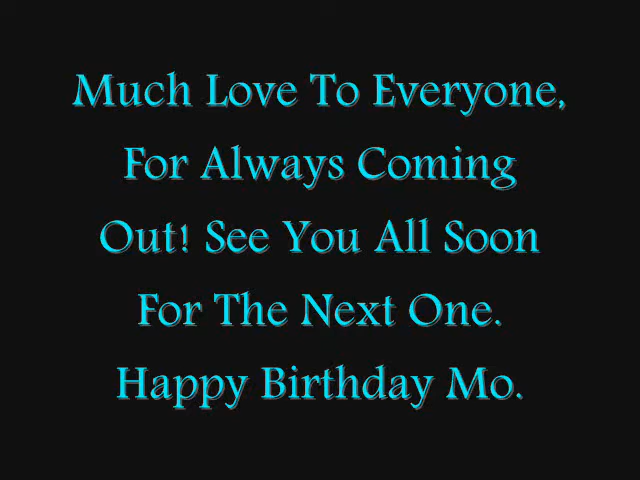 Much Love To Everyone,
For Always Coming
Out! See You All Soon
For The Next One.
Happy Birthday Mo.